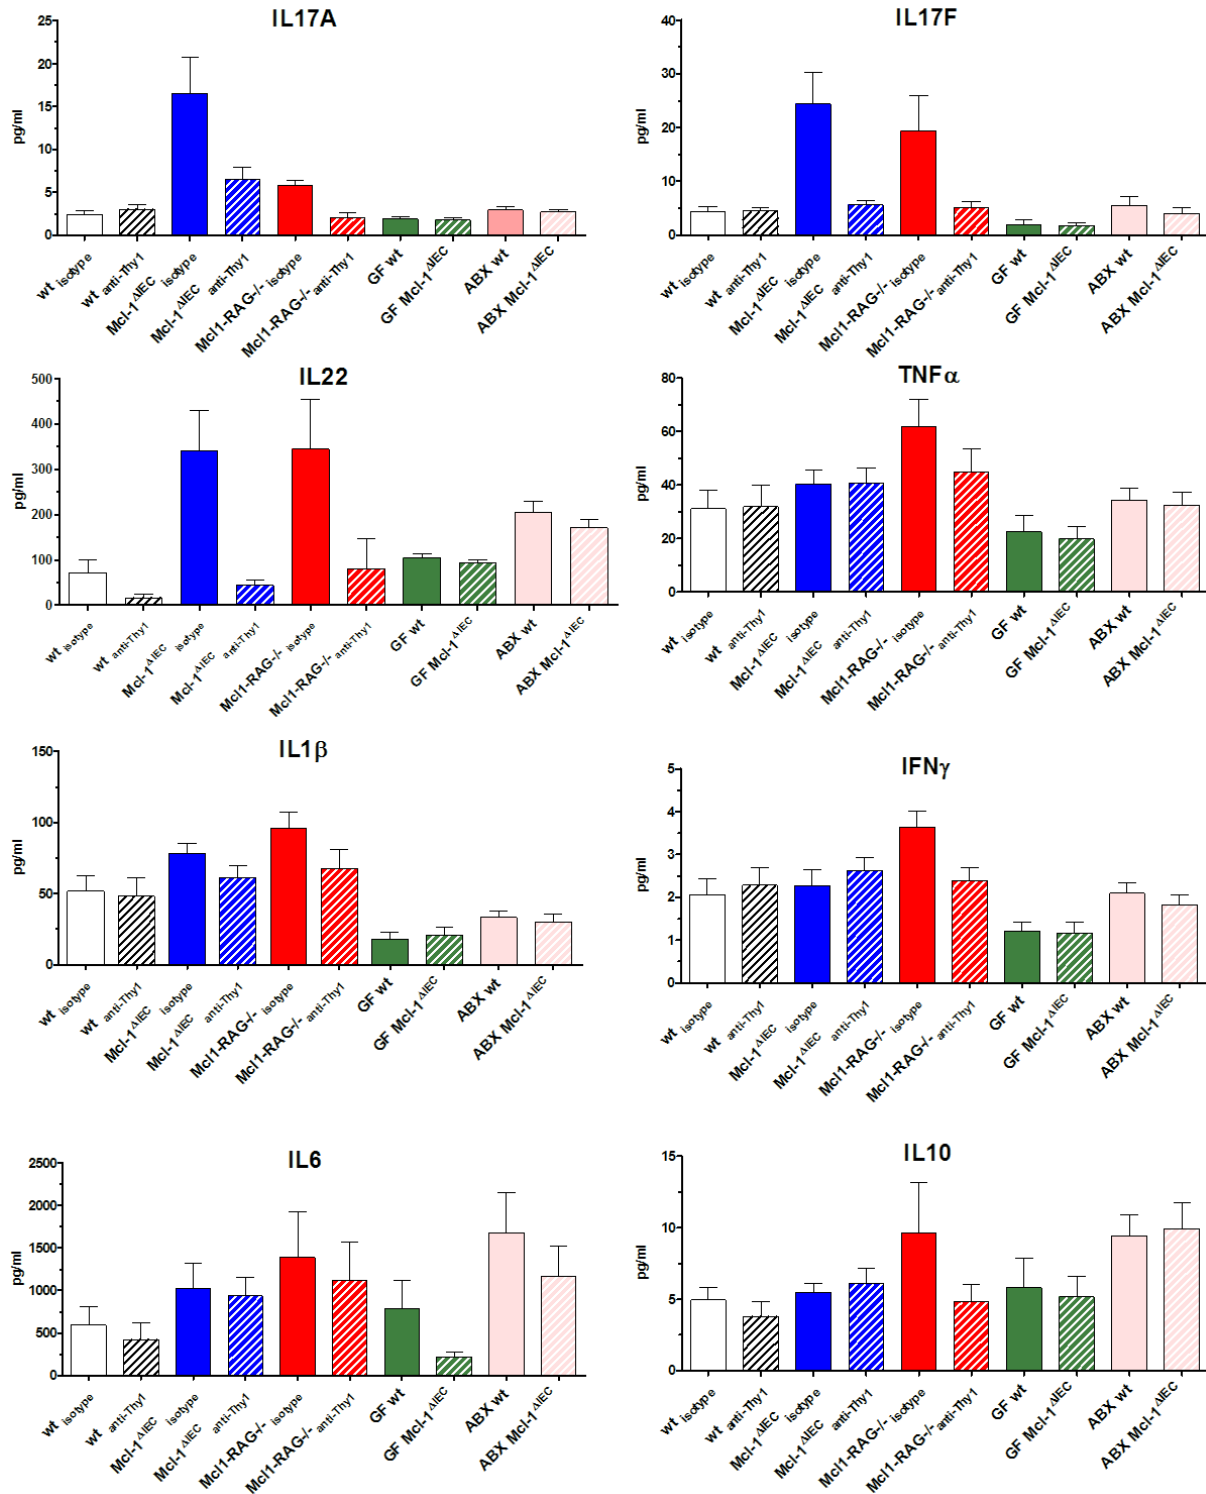 IL17A
25
20
15
10
5
0
pg/ml
wt isotype
wt anti-Thy1
Mcl-1ΔIEC isotype
Mcl-1ΔIEC anti-Thy1
Mcl1-RAG-/- isotype
Mcl1-RAG-/- anti-Thy1
GF wt
GF Mcl-1ΔIEC
ABX wt
ABX Mcl-1ΔIEC
IL17F
40
30
20
10
0
pg/ml
wt isotype
wt anti-Thy1
Mcl-1ΔIEC isotype
Mcl-1ΔIEC anti-Thy1
Mcl1-RAG-/- isotype
Mcl1-RAG-/- anti-Thy1
GF wt
GF Mcl-1ΔIEC
ABX wt
ABX Mcl-1ΔIEC
IL22
500
400
300
200
100
0
pg/ml
wt isotype
wt anti-Thy1
Mcl-1ΔIEC isotype
Mcl-1ΔIEC anti-Thy1
Mcl1-RAG-/- isotype
Mcl1-RAG-/- anti-Thy1
GF wt
GF Mcl-1ΔIEC
ABX wt
ABX Mcl-1ΔIEC
TNFα
80
60
40
20
0
pg/ml
wt isotype
wt anti-Thy1
Mcl-1ΔIEC isotype
Mcl-1ΔIEC anti-Thy1
Mcl1-RAG-/- isotype
Mcl1-RAG-/- anti-Thy1
GF wt
GF Mcl-1ΔIEC
ABX wt
ABX Mcl-1ΔIEC
IL1β
150
100
50
0
pg/ml
wt isotype
wt anti-Thy1
Mcl-1ΔIEC isotype
Mcl-1ΔIEC anti-Thy1
Mcl1-RAG-/- isotype
Mcl1-RAG-/- anti-Thy1
GF wt
GF Mcl-1ΔIEC
ABX wt
ABX Mcl-1ΔIEC
IFNγ
5
4
3
2
1
0
pg/ml
wt isotype
wt anti-Thy1
Mcl-1ΔIEC isotype
Mcl-1ΔIEC anti-Thy1
Mcl1-RAG-/- isotype
Mcl1-RAG-/- anti-Thy1
GF wt
GF Mcl-1ΔIEC
ABX wt
ABX Mcl-1ΔIEC
IL6
2500
2000
1500
1000
500
0
pg/ml
wt isotype
wt anti-Thy1
Mcl-1ΔIEC isotype
Mcl-1ΔIEC anti-Thy1
Mcl1-RAG-/- isotype
Mcl1-RAG-/- anti-Thy1
GF wt
GF Mcl-1ΔIEC
ABX wt
ABX Mcl-1ΔIEC
IL10
15
10
5
0
pg/ml
wt isotype
wt anti-Thy1
Mcl-1ΔIEC isotype
Mcl-1ΔIEC anti-Thy1
Mcl1-RAG-/- isotype
Mcl1-RAG-/- anti-Thy1
GF wt
GF Mcl-1ΔIEC
ABX wt
ABX Mcl-1ΔIEC